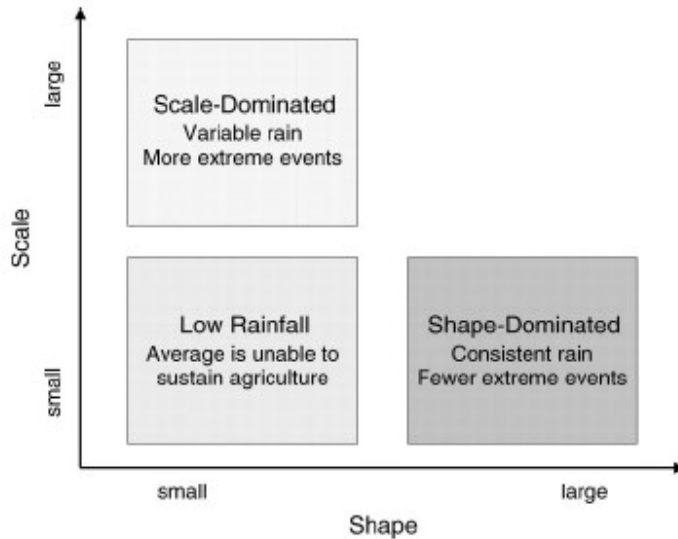 large
Scale-Dominated
Variable rain
More extreme events
Scale
Low Rainfall
Average is unable to
sustain agriculture
Shape-Dominated
Consistent rain
Fewer extreme events
small
small
large
Shape